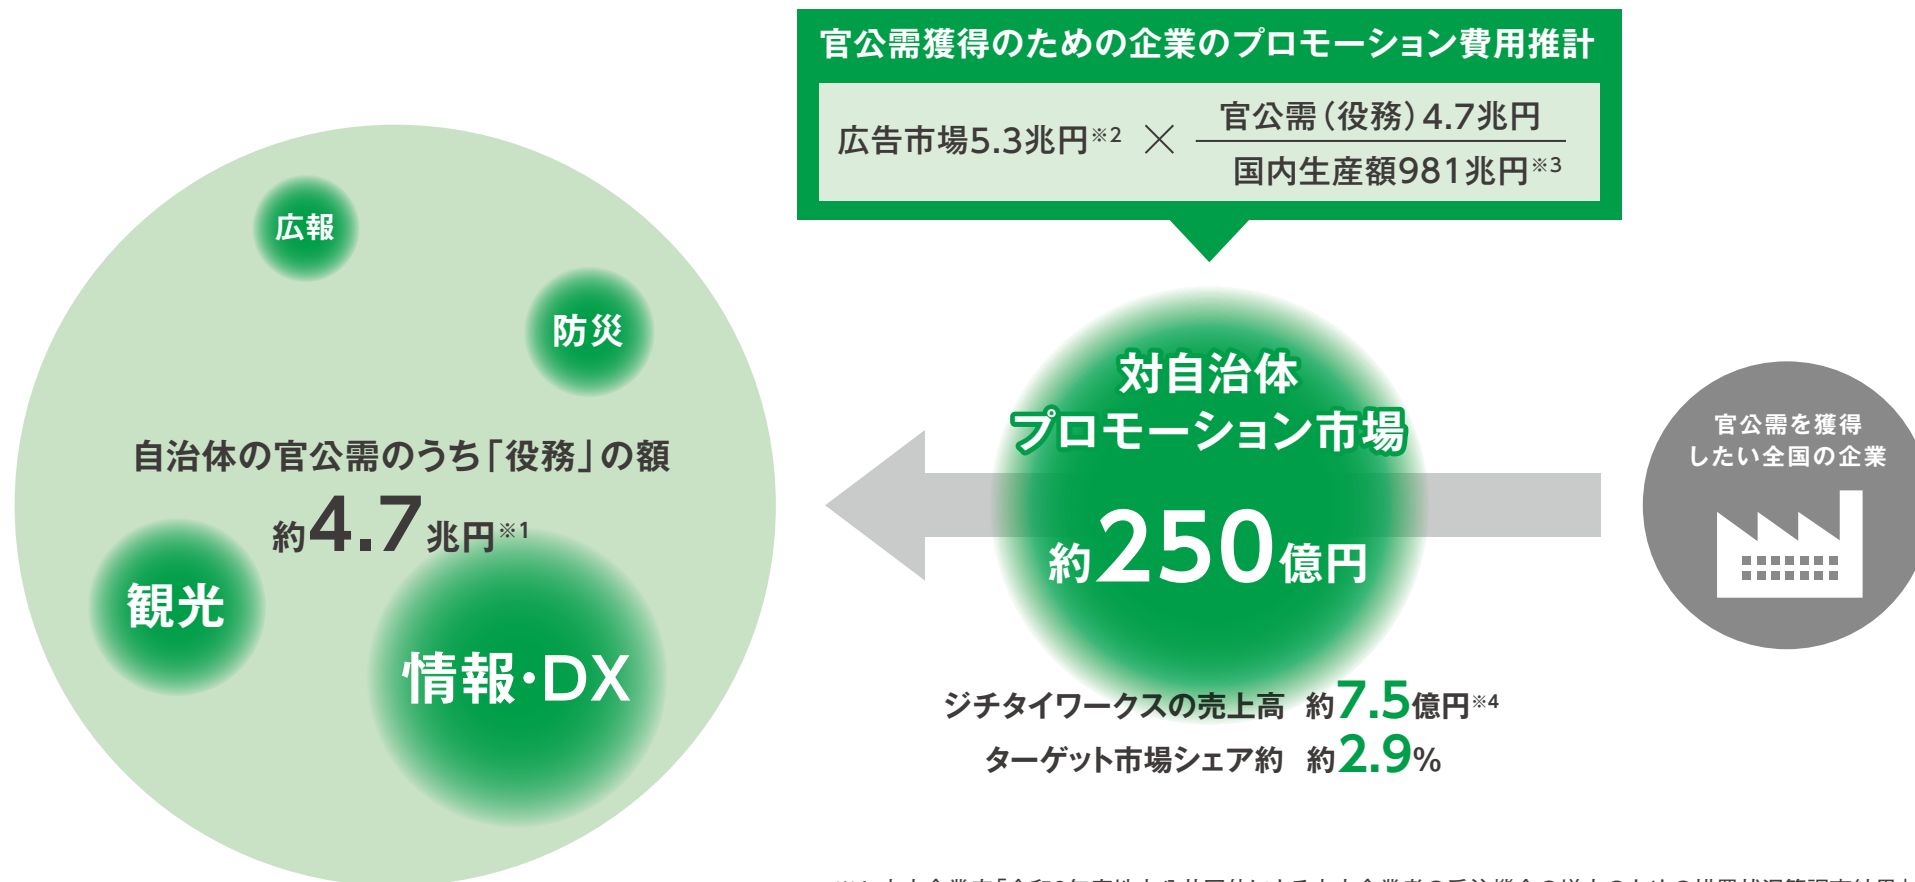 官公需獲得のための企業のプロモーション費用推計
広告市場5.3兆円※2 × 官公需(役務)4.7兆円
国内生産額981兆円※3
広報
防災
自治体の官公需のうち「役務」の額
約4.7兆円※1
観光
情報・DX
対自治体
プロモーション市場
約250億円
官公需を獲得
したい全国の企業
ジチタイワークスの売上高 約7.5億円※4
ターゲット市場シェア約 約2.9%